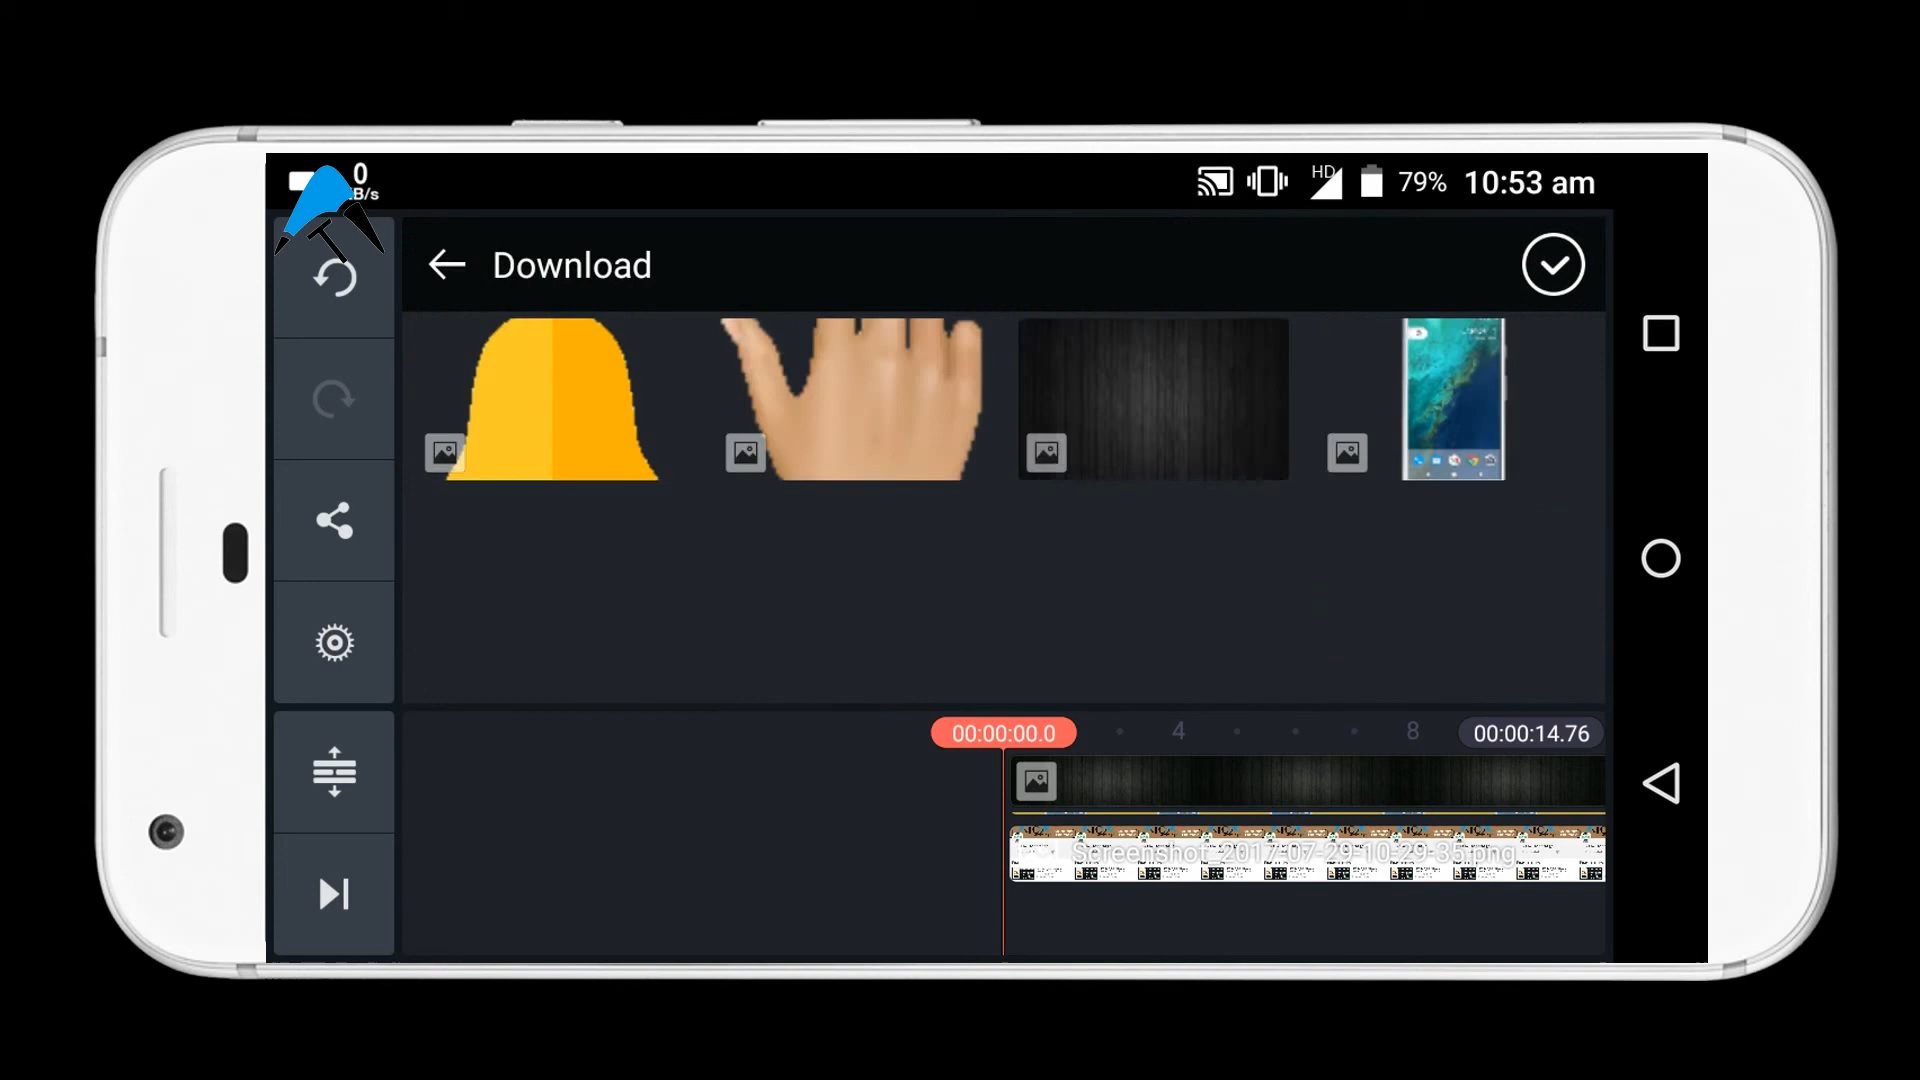 0
B/s
HD
79%
10:53 am
Download
00:00:00.0
4
8
00:00:14.76
Screenshot_2017-07-29-10-29-35.png